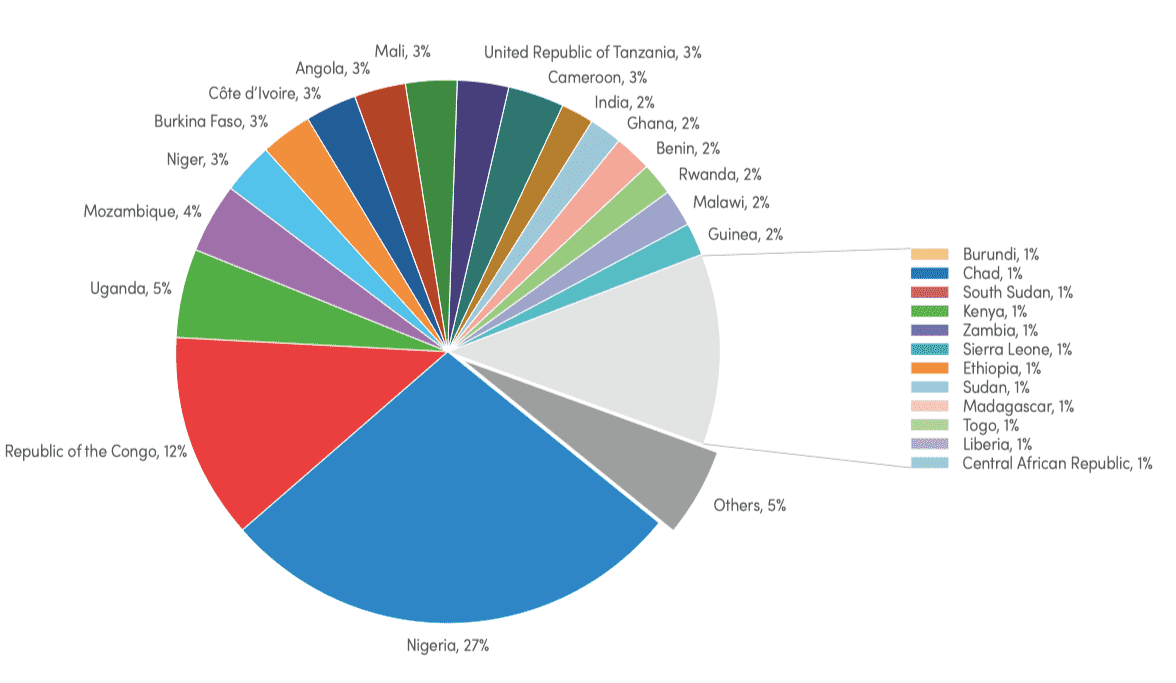 Mali, 3%
United Republic of Tanzania, 3%
Angola, 3%
Cameroon, 3%
Côte d’Ivoire, 3%
India, 2%
Burkina Faso, 3%
Ghana, 2%
Niger, 3%
Benin, 2%
Rwanda, 2%
Mozambique, 4%
Malawi, 2%
Guinea, 2%
Uganda, 5%
Burundi, 1%
Chad, 1%
South Sudan, 1%
Kenya, 1%
Zambia, 1%
Sierra Leone, 1%
Ethiopia, 1%
Sudan, 1%
Madagascar, 1%
Togo, 1%
Liberia, 1%
Central African Republic, 1%
Republic of the Congo, 12%
Others, 5%
Nigeria, 27%